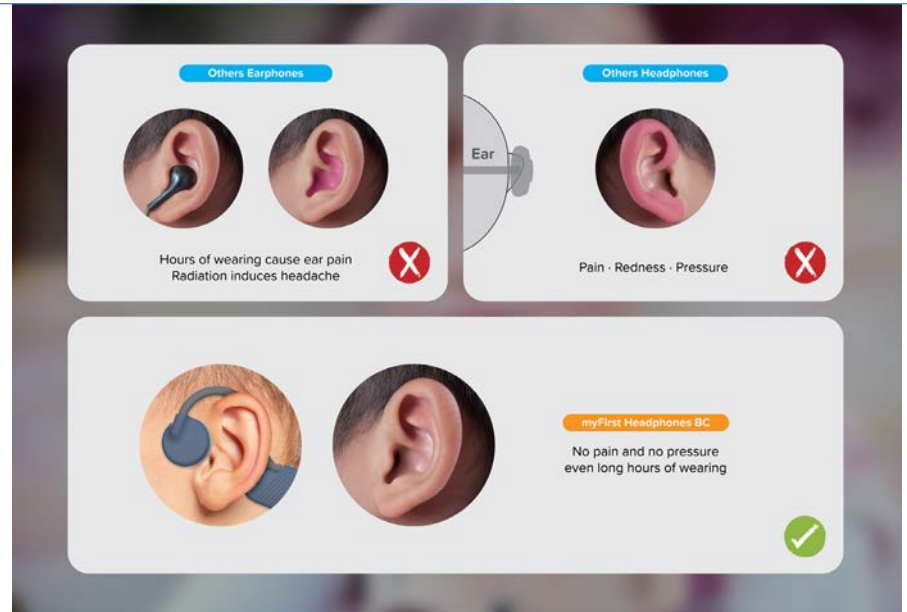 Others Earphones
Hours of wearing cause ear pain
Radiation induces headache
Others Headphones
Ear
Pain · Redness · Pressure
myFirst Headphones BC
No pain and no pressure
even long hours of wearing